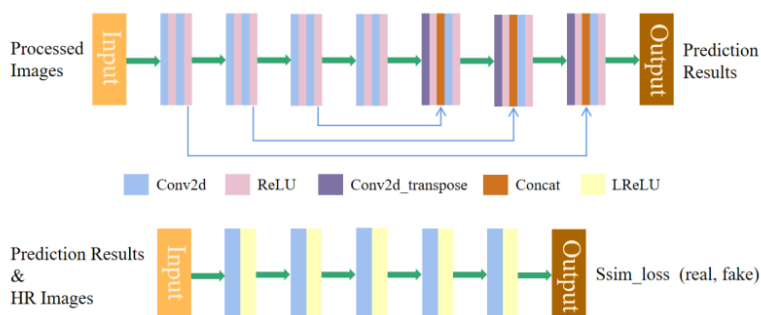 Processed
Images
Input
Output
Prediction
Results
Conv2d
ReLU
Conv2d_transpose
Concat
LReLU
Prediction Results
&
HR Images
Input
Output
Ssim_loss (real, fake)